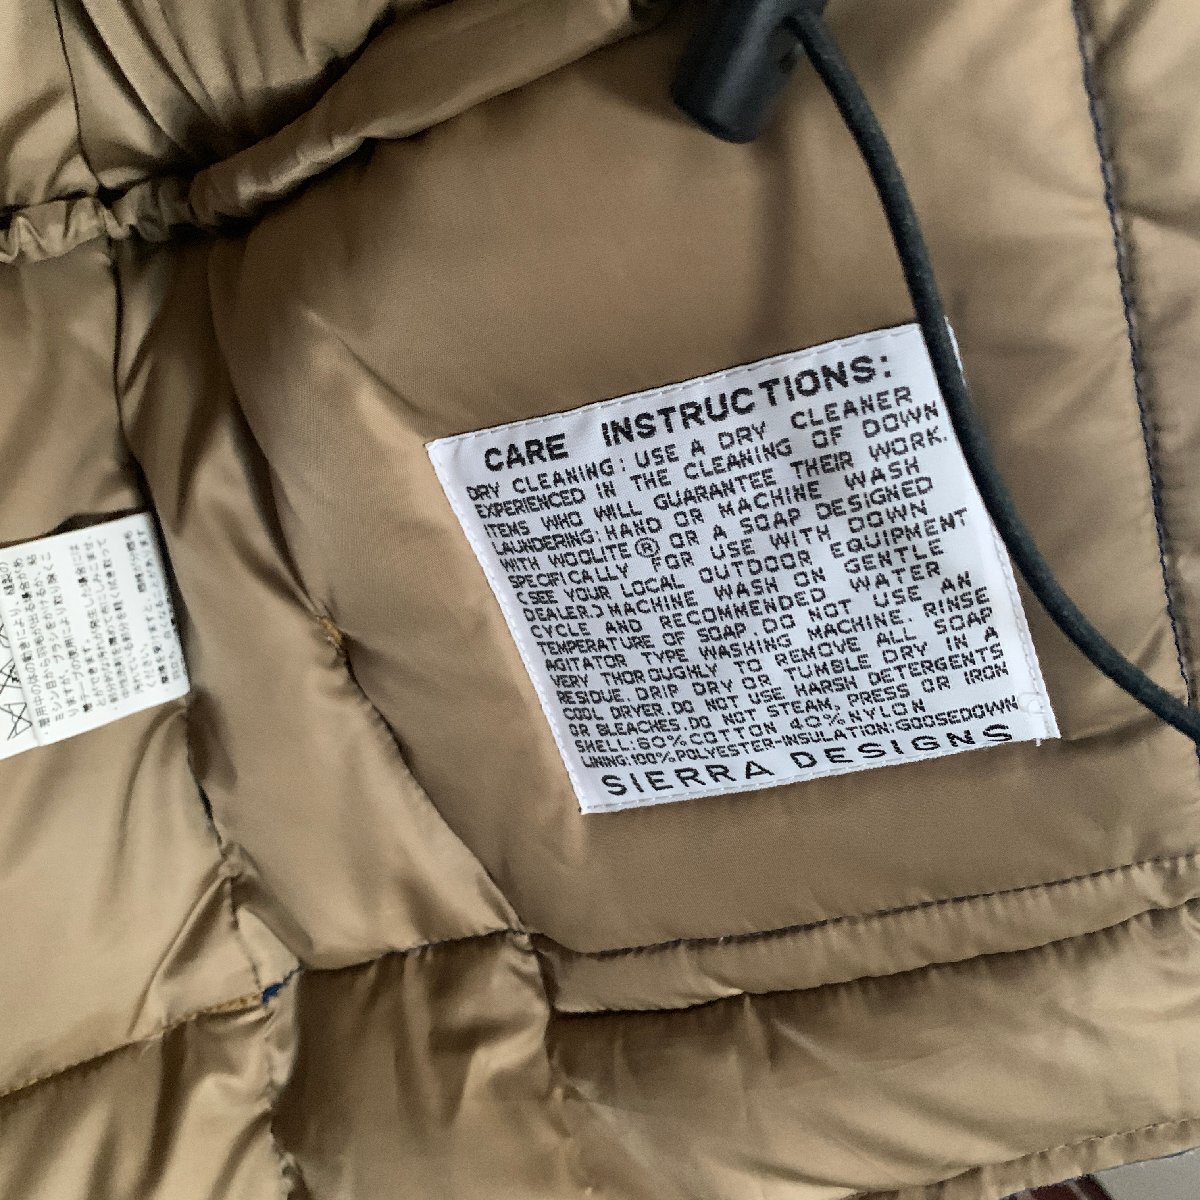 CARE INSTRUCTIONS:
DRY CLEANING: USE A DRY CLEANER
EXPERIENCED IN THE CLEANING OF DOWN
ITEMS WHO WILL GUARANTEE THEIR WORK.
LAUNDERING: HAND OR MACHINE WASH
WITH WOOLITE® OR A SOAP DESIGNED
SPECIFICALLY FOR USE WITH DOWN
(SEE YOUR LOCAL OUTDOOR EQUIPMENT
DEALER.) MACHINE WASH ON GENTLE
CYCLE AND RECOMMENDED WATER
TEMPERATURE OF SOAP. DO NOT USE AN
AGITATOR TYPE WASHING MACHINE. RINSE
VERY THOROUGHLY TO REMOVE ALL SOAP
RESIDUE. DRIP DRY OR TUMBLE DRY IN A
COOL DRYER. DO NOT USE HARSH DETERGENTS
OR BLEACHES. DO NOT STEAM, PRESS OR IRON
SHELL: 60% COTTON 40% NYLON
LINING: 100% POLYESTER-INSULATION: GOOSEDOWN
SIERRA DESIGNS